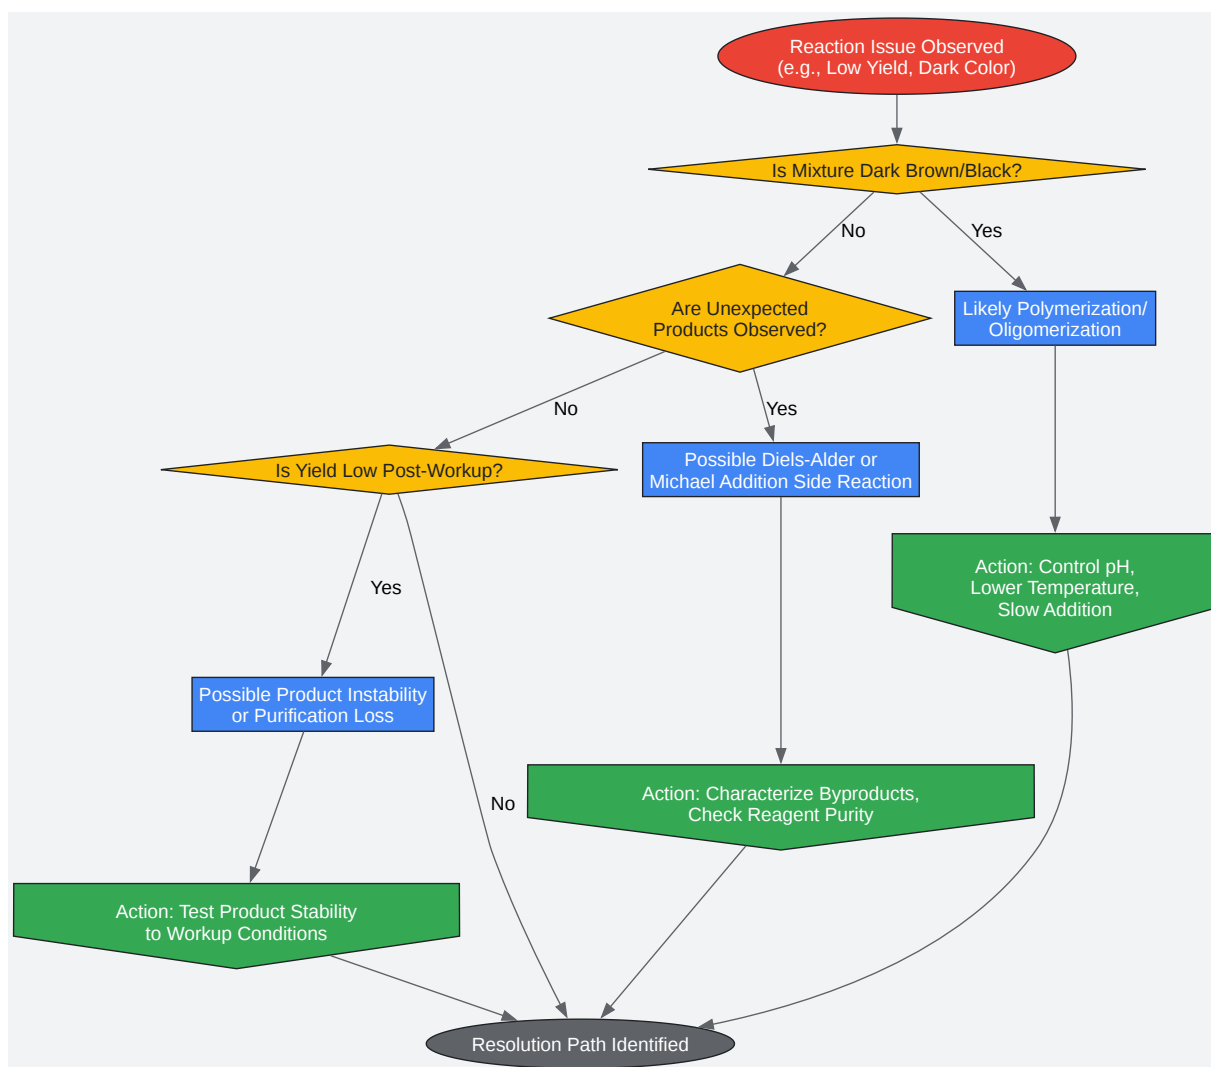 Reaction Issue Observed
(e.g., Low Yield, Dark Color)
Is Mixture Dark Brown/Black?
No
Yes
Are Unexpected
Products Observed?
Likely Polymerization/
Oligomerization
No
Yes
Is Yield Low Post-Workup?
Possible Diels-Alder or
Michael Addition Side Reaction
Action: Control pH,
Lower Temperature,
Slow Addition
Yes
Possible Product Instability
or Purification Loss
No
Action: Characterize Byproducts,
Check Reagent Purity
Action: Test Product Stability
to Workup Conditions
Resolution Path Identified